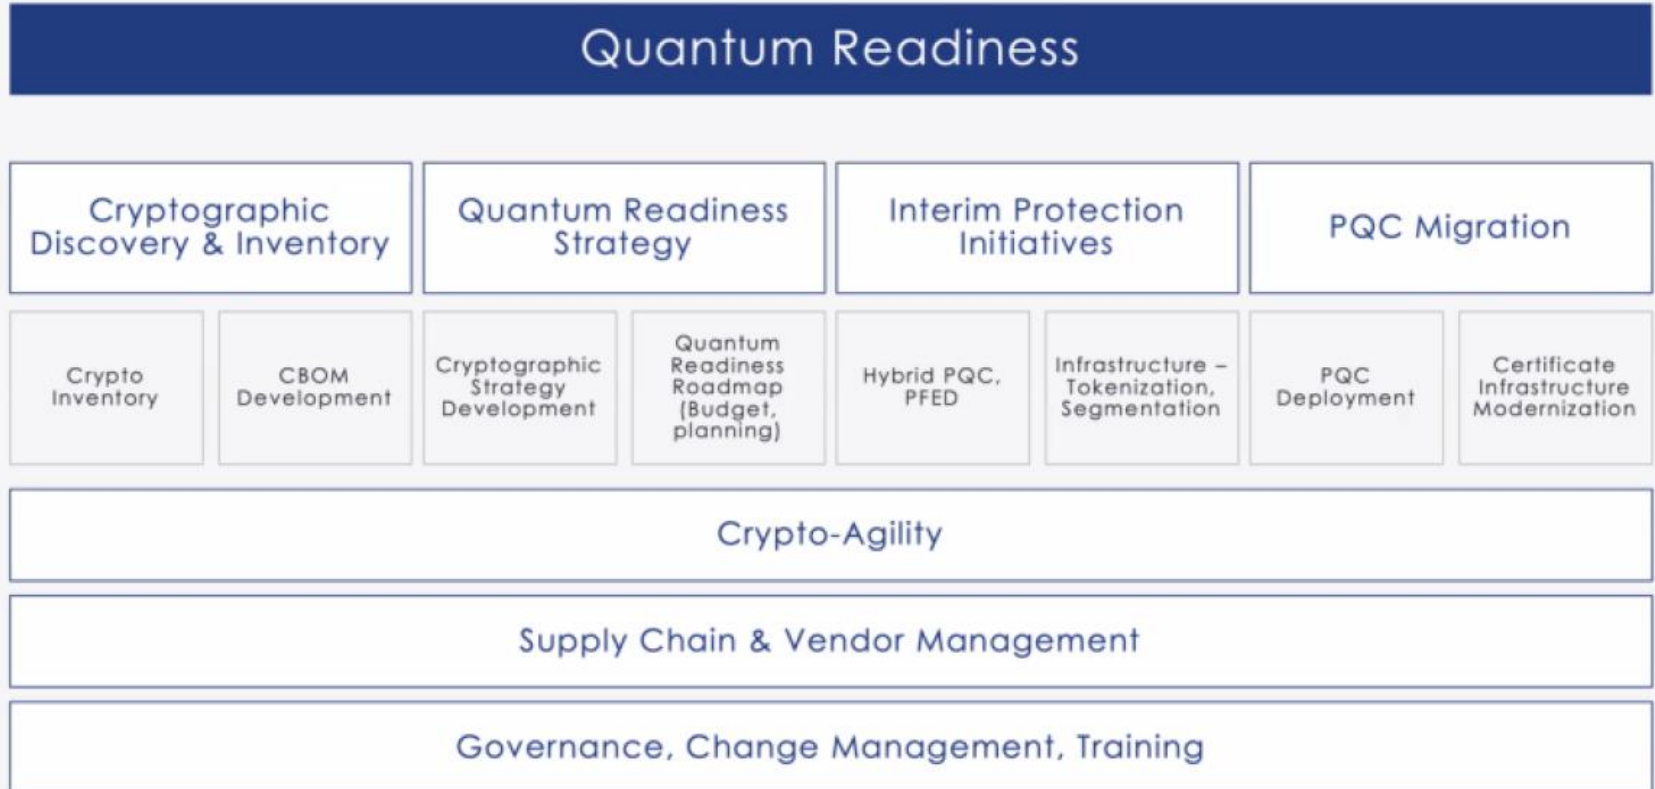 Quantum Readiness
Cryptographic
Discovery & Inventory
Quantum Readiness
Strategy
Interim Protection
Initiatives
PQC Migration
Crypto
Inventory
CBOM
Development
Cryptographic
Strategy
Development
Quantum
Readiness
Roadmap
(Budget,
planning)
Hybrid PQC,
PFED
Infrastructure –
Tokenization,
Segmentation
PQC
Deployment
Certificate
Infrastructure
Modernization
Crypto-Agility
Supply Chain & Vendor Management
Governance, Change Management, Training